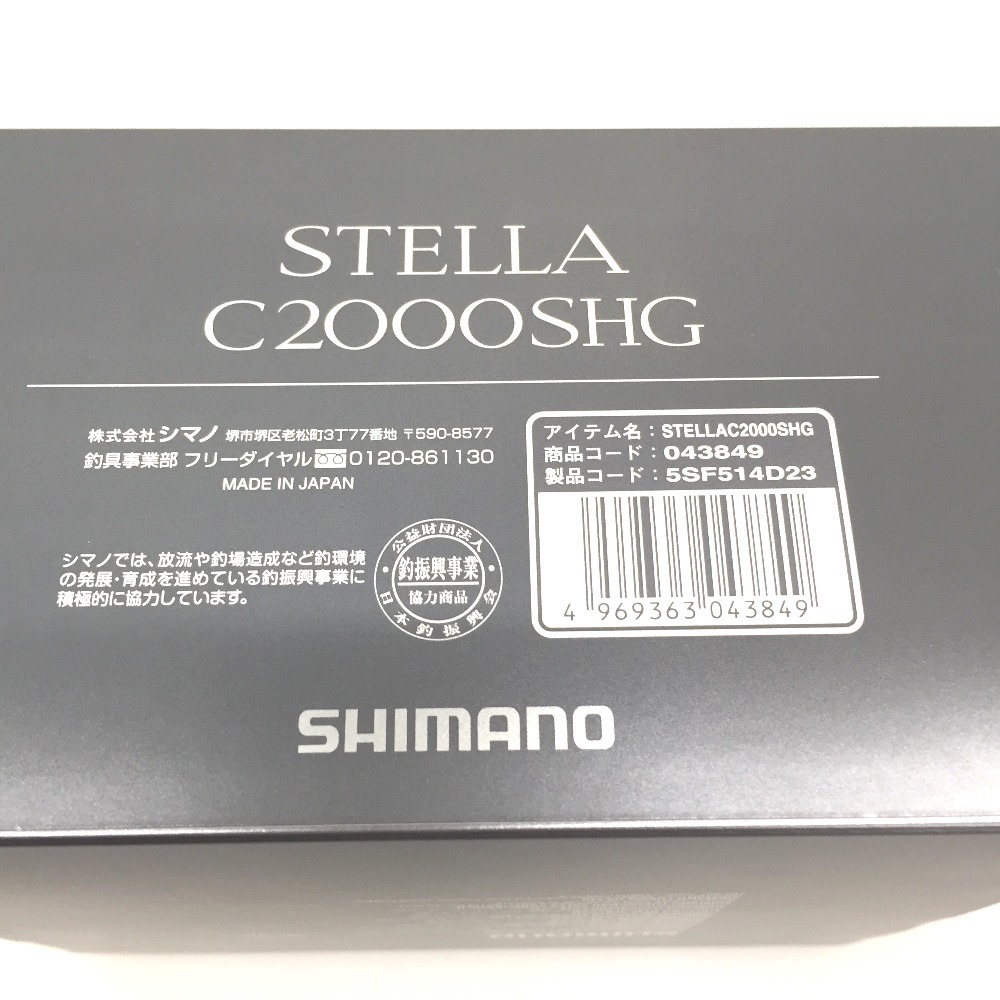 STELLA
C2000SHG
株式会社 シマノ 堺市堺区老松町3丁77番地 〒590-8577
釣具事業部 フリーダイヤル 0120-861130
MADE IN JAPAN
アイテム名：STELLAC2000SHG
商品コード：043849
製品コード：5SF514D23
4 969363 043849
シマノでは、放流や釣場造成など釣環境
の発展・育成を進めている釣振興事業に
積極的に協力しています。
公益財団法人
釣振興事業
協力商品
日本釣振興会
SHIMANO